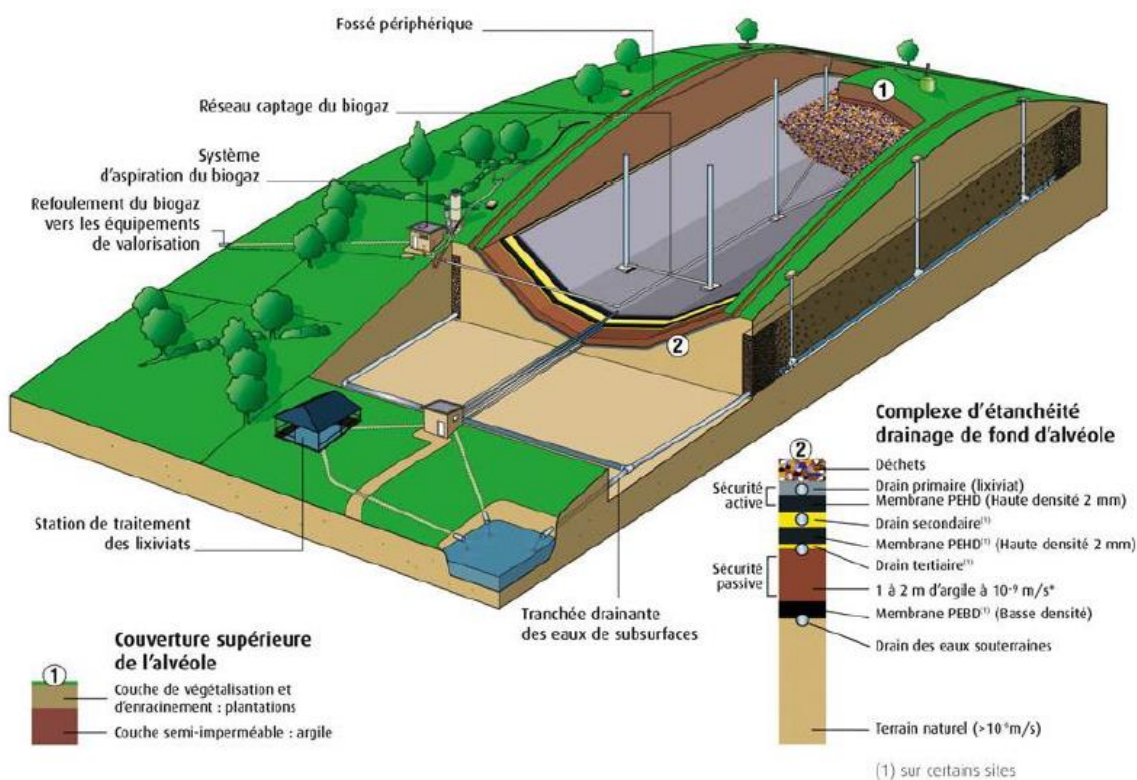 Fossé périphérique
Réseau captage du biogaz
Système
d'aspiration du biogaz
Refoulement du biogaz
vers les équipements
de valorisation
1
2
Station de traitement
des lixiviats
Tranchée drainante
des eaux de subsurfaces
Couverture supérieure
de l'alvéole
1
Couche de végétalisation et
d'enracinement : plantations
Couche semi-imperméable : argile
Complexe d'étanchéité
drainage de fond d'alvéole
2
Déchets
Sécurité
active
Drain primaire (lixiviat)
Membrane PEHD (Haute densité 2 mm)
Drain secondaire(1)
Membrane PEHD(1) (Haute densité 2 mm)
Drain tertiaire(1)
Sécurité
passive
1 à 2 m d'argile à 10-9 m/s*
Membrane PEBD(1) (Basse densité)
Drain des eaux souterraines
Terrain naturel (>10-6m/s)
(1) sur certains sites